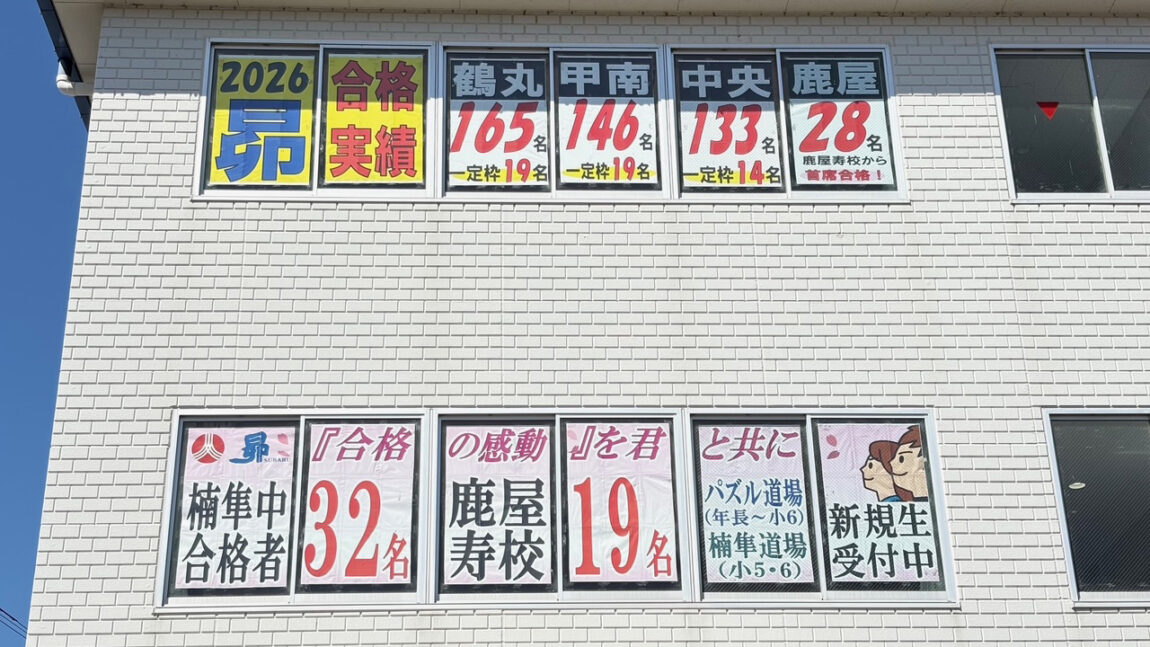 2026
昴
合格
実績
鶴丸
165名
一定枠19名
甲南
146名
一定枠19名
中央
133名
一定枠14名
鹿屋
28名
鹿屋寿校から
首席合格！
昴
SUBARU
『合格の感動』を君と共に
楠隼中
合格者
32名
鹿屋
寿校
19名
パズル道場
(年長～小6)
楠隼道場
(小5・6)
新規生
受付中